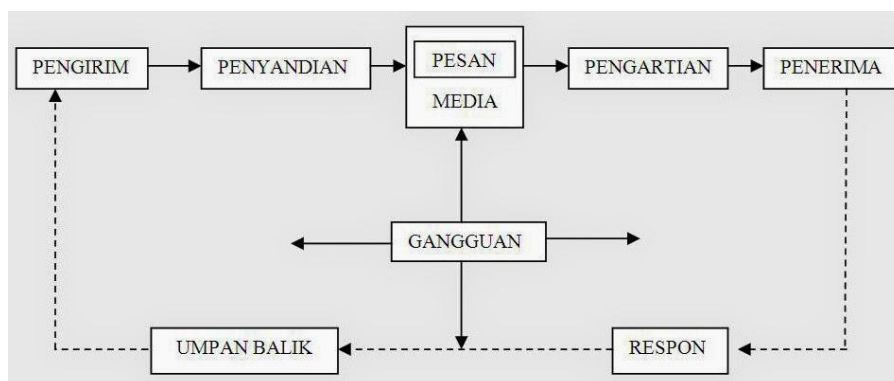 PENGIRIM
PENYANDIAN
PESAN
MEDIA
PENGARTIAN
PENERIMA
GANGGUAN
UMPAN BALIK
RESPON